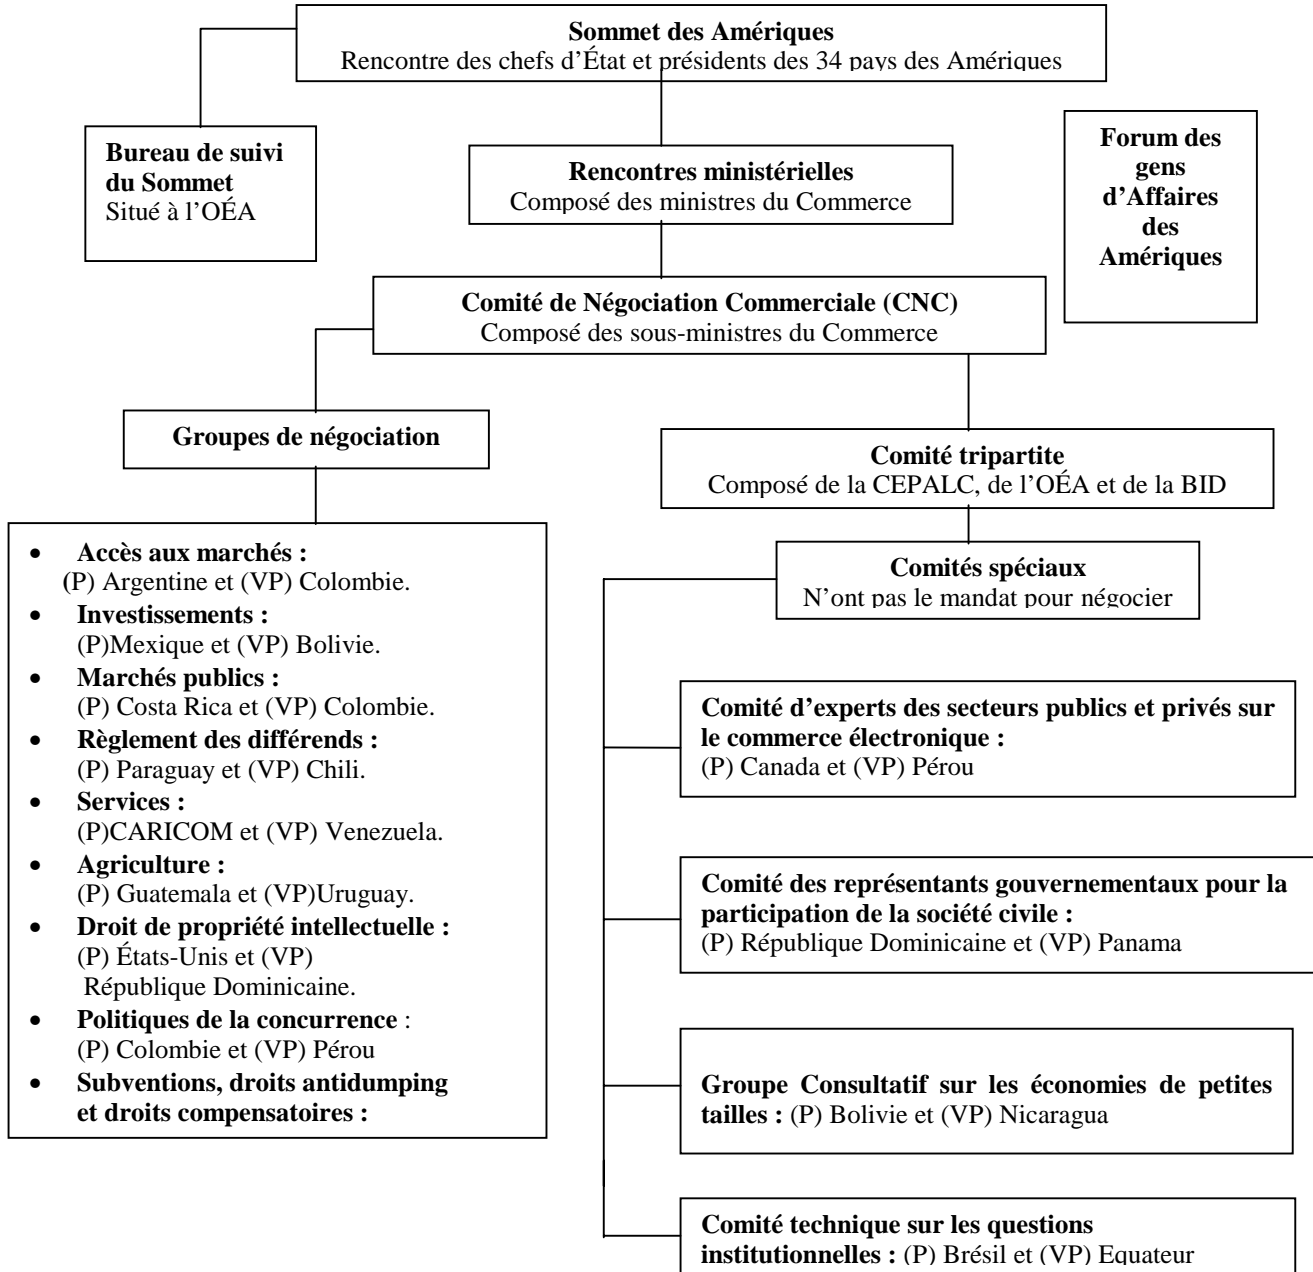 Sommet des Amériques
Rencontre des chefs d’État et présidents des 34 pays des Amériques
Bureau de suivi
du Sommet
Situé à l’OÉA
Rencontres ministérielles
Composé des ministres du Commerce
Forum des
gens
d’Affaires
des
Amériques
Comité de Négociation Commerciale (CNC)
Composé des sous-ministres du Commerce
Groupes de négociation
Comité tripartite
Composé de la CEPALC, de l’OÉA et de la BID
• Accès aux marchés :
(P) Argentine et (VP) Colombie.
• Investissements :
(P)Mexique et (VP) Bolivie.
• Marchés publics :
(P) Costa Rica et (VP) Colombie.
• Règlement des différends :
(P) Paraguay et (VP) Chili.
• Services :
(P)CARICOM et (VP) Venezuela.
• Agriculture :
(P) Guatemala et (VP)Uruguay.
• Droit de propriété intellectuelle :
(P) États-Unis et (VP)
République Dominicaine.
• Politiques de la concurrence :
(P) Colombie et (VP) Pérou
• Subventions, droits antidumping
et droits compensatoires :
Comités spéciaux
N’ont pas le mandat pour négocier
Comité d’experts des secteurs publics et privés sur
le commerce électronique :
(P) Canada et (VP) Pérou
Comité des représentants gouvernementaux pour la
participation de la société civile :
(P) République Dominicaine et (VP) Panama
Groupe Consultatif sur les économies de petites
tailles : (P) Bolivie et (VP) Nicaragua
Comité technique sur les questions
institutionnelles : (P) Brésil et (VP) Equateur